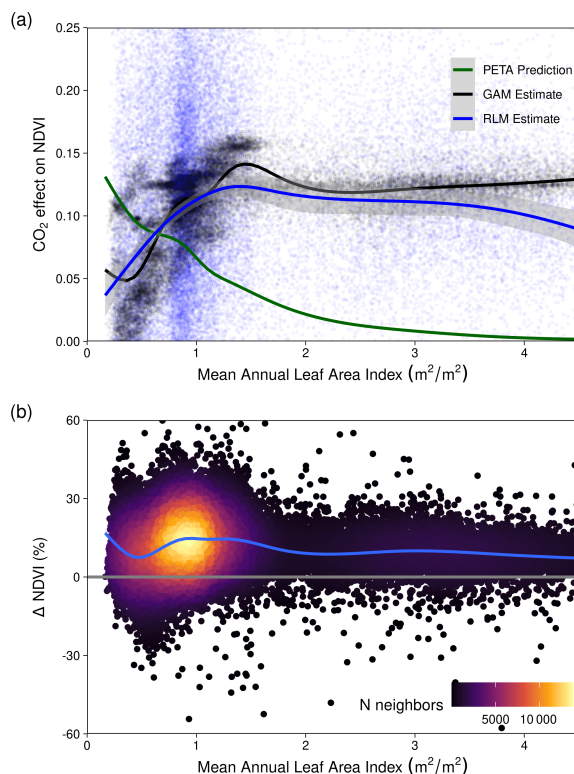 (a)
0.25
0.20
0.15
0.10
0.05
0.00
CO₂ effect on NDVI
PETA Prediction
GAM Estimate
RLM Estimate
0 1 2 3 4
Mean Annual Leaf Area Index (m²/m²)
(b)
60
30
0
-30
-60
Δ NDVI (%)
N neighbors
5000 10 000
0 1 2 3 4
Mean Annual Leaf Area Index (m²/m²)